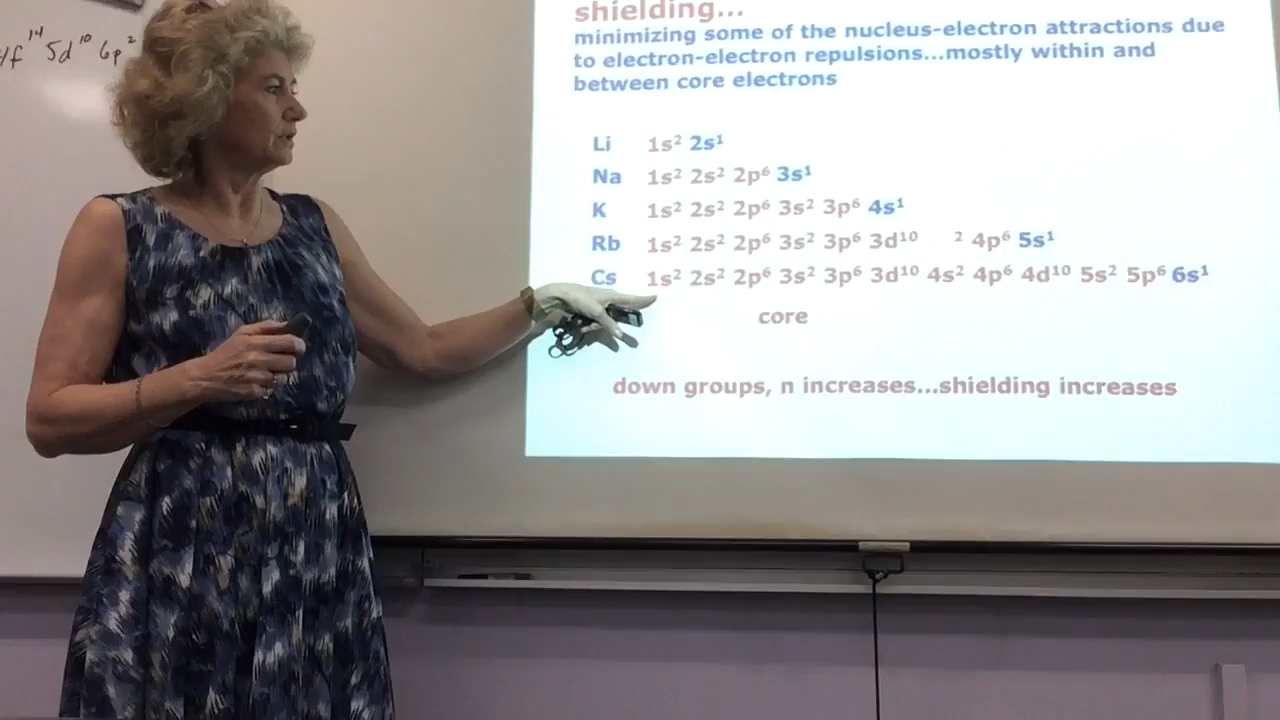 4f¹⁴ 5d¹⁰ 6p²
shielding...
minimizing some of the nucleus-electron attractions due
to electron-electron repulsions...mostly within and
between core electrons
Li 1s² 2s¹
Na 1s² 2s² 2p⁶ 3s¹
K 1s² 2s² 2p⁶ 3s² 3p⁶ 4s¹
Rb 1s² 2s² 2p⁶ 3s² 3p⁶ 3d¹⁰ ² 4p⁶ 5s¹
Cs 1s² 2s² 2p⁶ 3s² 3p⁶ 3d¹⁰ 4s² 4p⁶ 4d¹⁰ 5s² 5p⁶ 6s¹
core
down groups, n increases...shielding increases